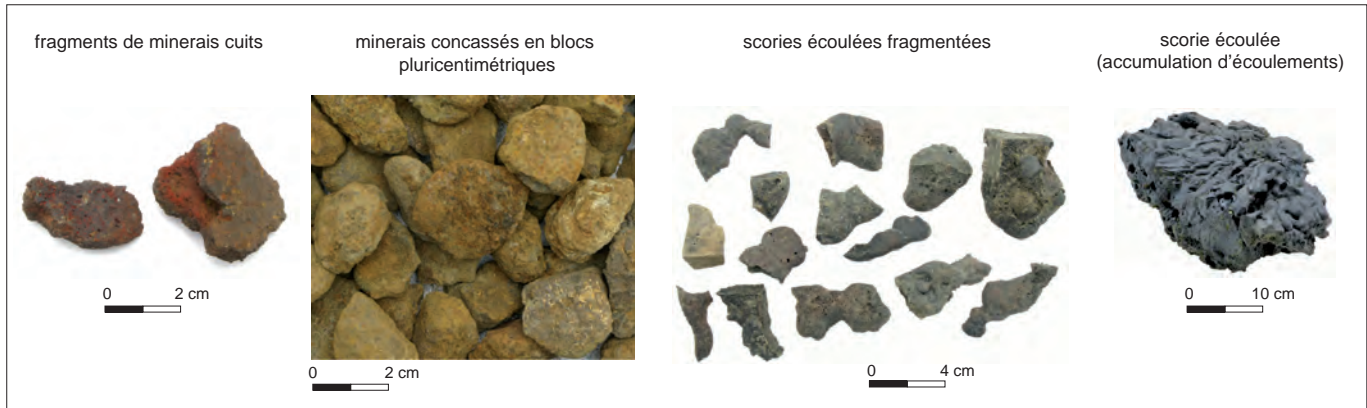 fragments de minerais cuits
minerais concassés en blocs
pluricentimétriques
scories écoulées fragmentées
scorie écoulée
(accumulation d'écoulements)
0 2 cm
0 2 cm
0 4 cm
0 10 cm